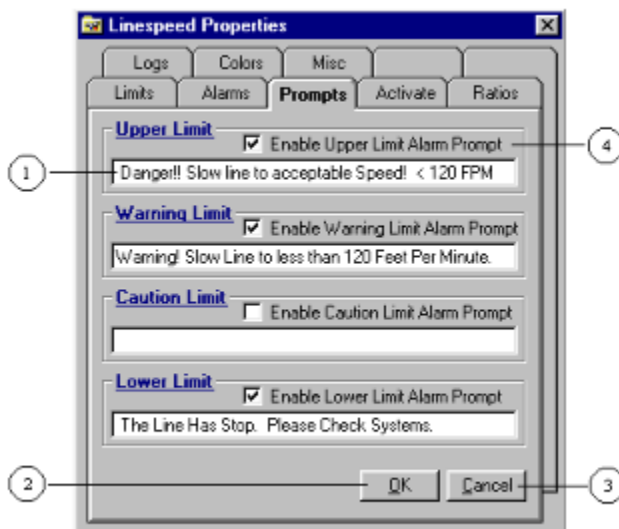 Linespeed Properties
Logs Colors Misc
Limits Alarms Prompts Activate Ratios
Upper Limit
Enable Upper Limit Alarm Prompt
4
1
Danger!! Slow line to acceptable Speed! < 120 FPM
Warning Limit
Enable Warning Limit Alarm Prompt
Warning! Slow Line to less than 120 Feet Per Minute.
Caution Limit
Enable Caution Limit Alarm Prompt
Lower Limit
Enable Lower Limit Alarm Prompt
The Line Has Stop. Please Check Systems.
2
OK
Cancel
3